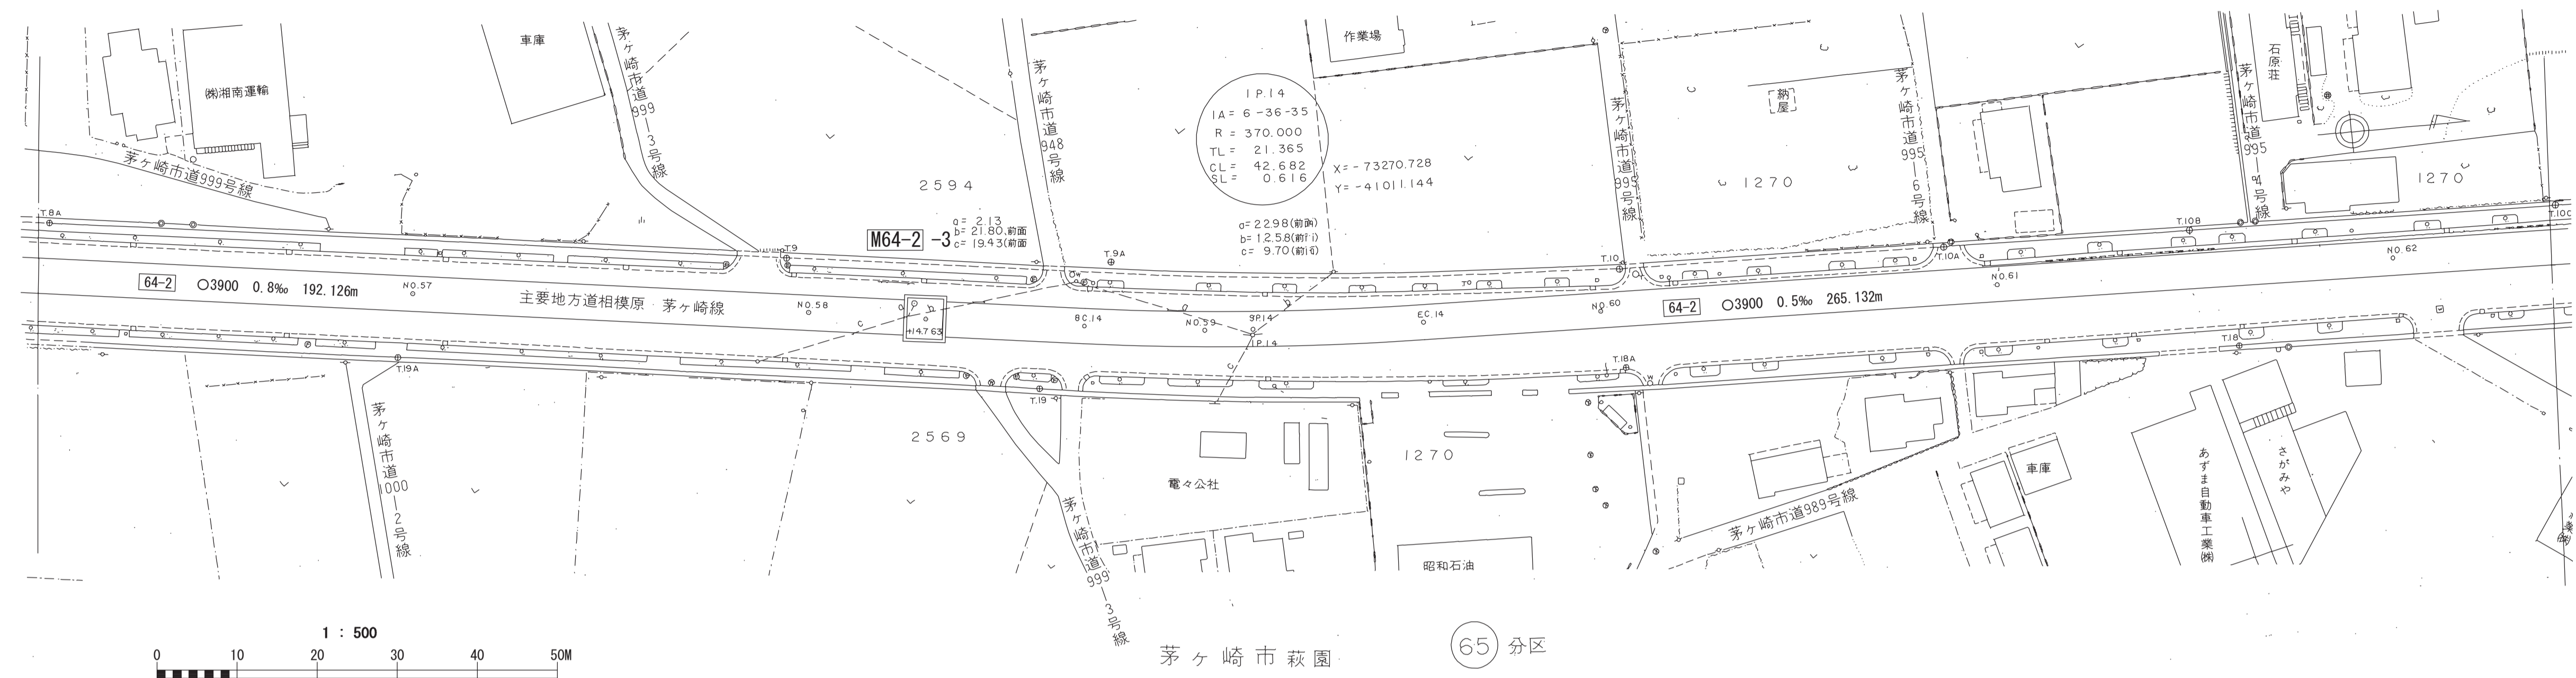 車庫
茅ヶ崎市道999-3号線
㈱湘南運輸
茅ヶ崎市道999号線
茅ヶ崎市道948号線
作業場
I P.14
IA= 6-36-35
R = 370.000
TL = 21.365
CL = 42.682
SL = 0.616
X= -73270.728
Y= -41011.144
茅ヶ崎市道995号線
納屋
茅ヶ崎市道995-6号線
茅ヶ崎市道995-4号線
石原荘
2594
1270
1270
M64-2 -3
a= 2.13
b= 21.80.前面
c= 19.43(前面
a= 22.98(前面)
b= 12.58(前面)
c= 9.70(前面)
T.8A
T.9
T.9A
T.10
T.10A
T.10B
T.10C
64-2 ○3900 0.8‰ 192.126m
NO.57
主要地方道相模原 茅ヶ崎線
NO.58
+14.763
BC.14
NO.59
SP.14
I P.14
EC.14
NO.60
64-2 ○3900 0.5‰ 265.132m
NO.61
NO.62
T.19A
T.19
T.18A
T.18
茅ヶ崎市道1000-2号線
2569
電々公社
1270
昭和石油
茅ヶ崎市道999-3号線
茅ヶ崎市道989号線
車庫
あずま自動車工業㈱
さがみや
1 : 500
0 10 20 30 40 50M
茅ヶ崎市萩園
65 分区